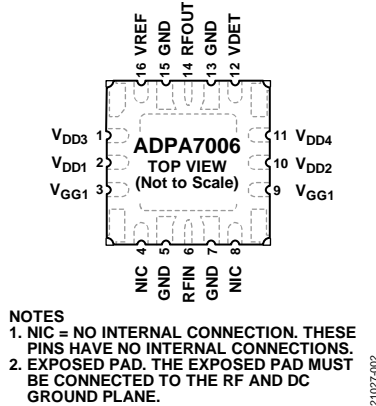 16 VREF
15 GND
14 RFOUT
13 GND
12 VDET
VDD3 1
VDD1 2
VGG1 3
ADPA7006
TOP VIEW
(Not to Scale)
11 VDD4
10 VDD2
9 VGG1
NIC 4
GND 5
RFIN 6
GND 7
NIC 8
NOTES
1. NIC = NO INTERNAL CONNECTION. THESE
PINS HAVE NO INTERNAL CONNECTIONS.
2. EXPOSED PAD. THE EXPOSED PAD MUST
BE CONNECTED TO THE RF AND DC
GROUND PLANE.
21027-002